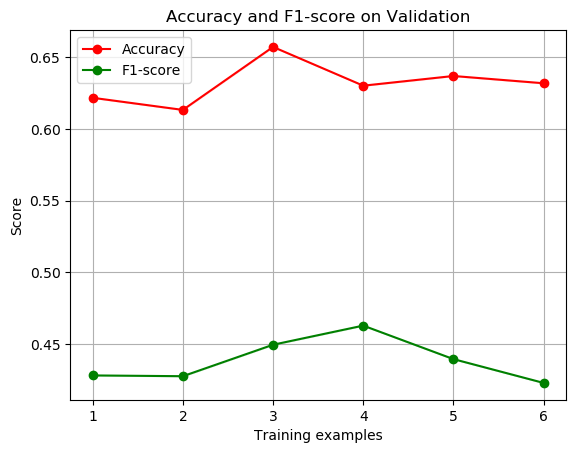 Accuracy and F1-score on Validation
Accuracy
F1-score
0.65
0.60
0.55
0.50
0.45
Score
1 2 3 4 5 6
Training examples